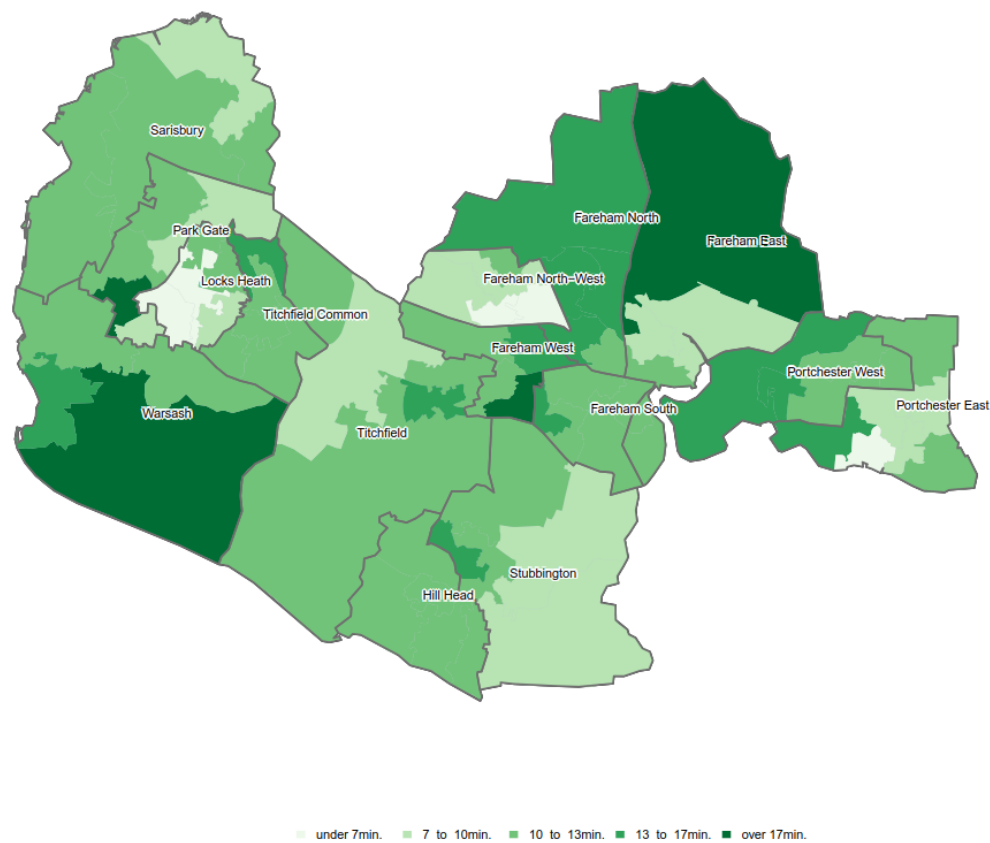 Sarisbury
Fareham North
Park Gate
Fareham East
Locks Heath
Fareham North-West
Titchfield Common
Fareham West
Portchester West
Warsash
Fareham South
Portchester East
Titchfield
Stubbington
Hill Head
under 7min. 7 to 10min. 10 to 13min. 13 to 17min. over 17min.